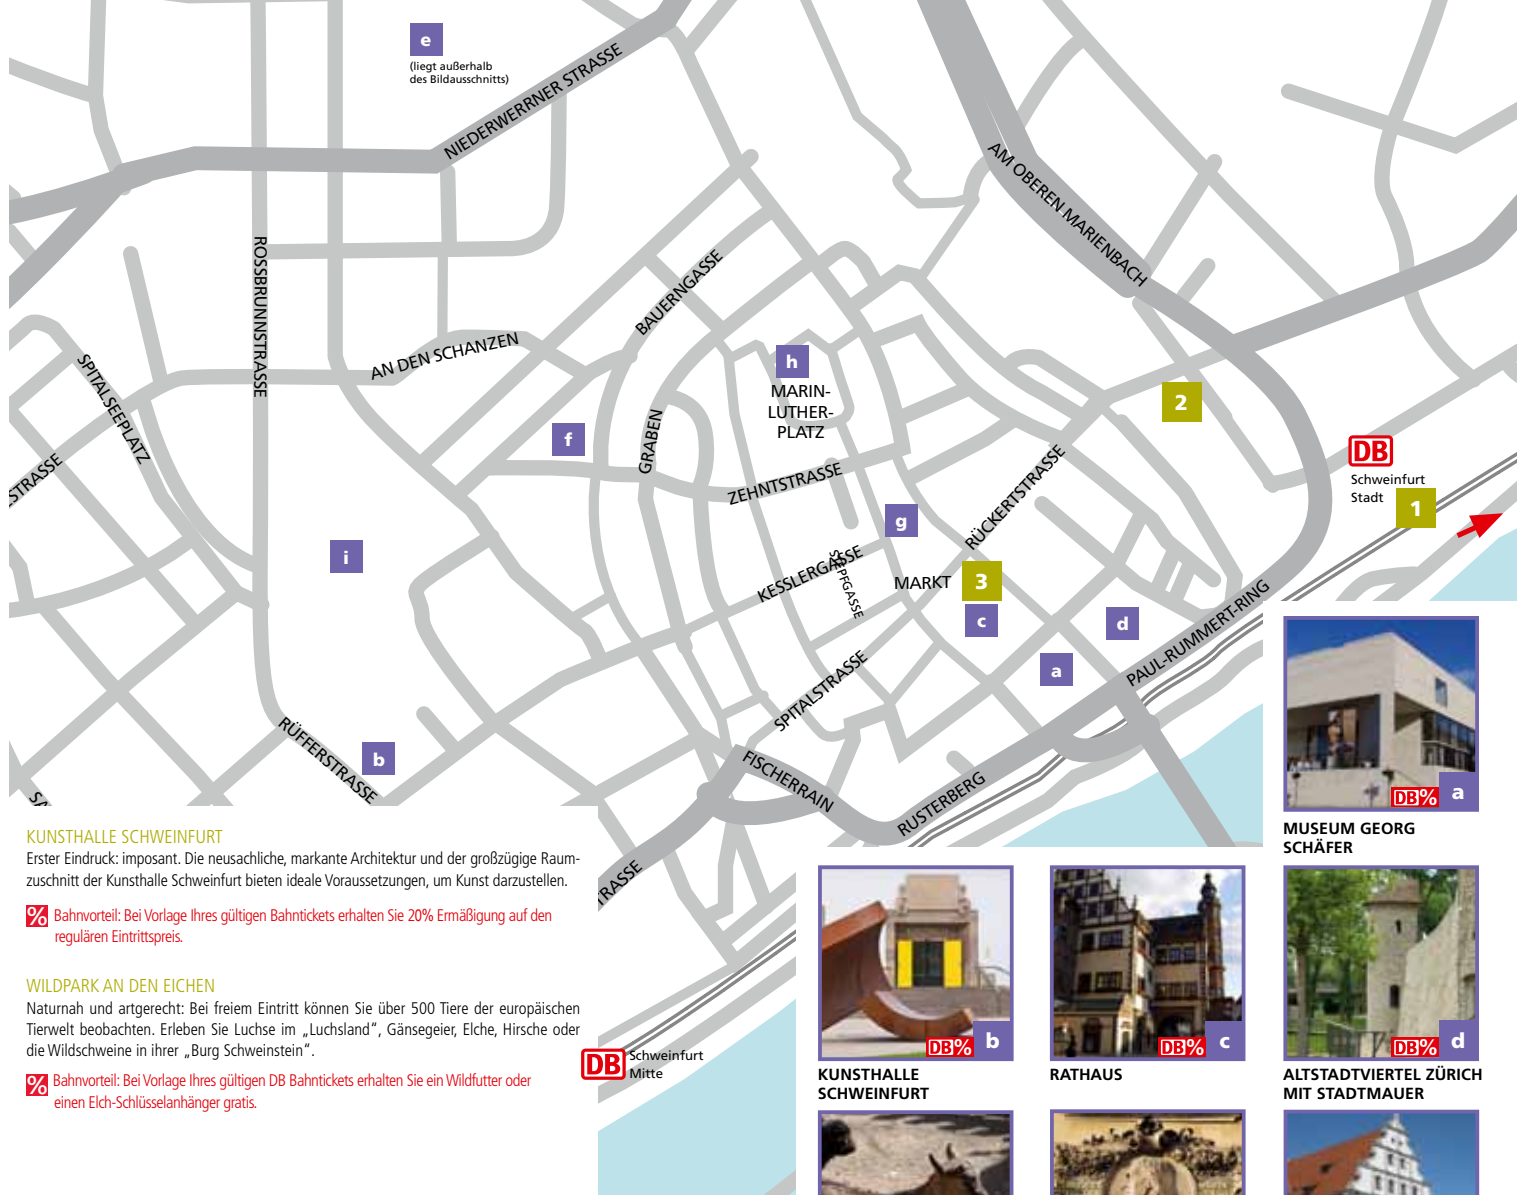 e
(liegt außerhalb
des Bildausschnitts)
NIEDERWERRNER STRASSE
AM OBEREN MARIENBACH
ROSSBRUNNSTRASSE
BAUERNGASSE
AN DEN SCHANZEN
SPITALSEEPLATZ
STRASSE
h
MARIN-
LUTHER-
PLATZ
2
f
GRABEN
ZEHNTSTRASSE
RÜCKERTSTRASSE
DB
Schweinfurt
Stadt
1
g
i
KESSLERGASSE
MARKT
3
c
d
a
SPITALSTRASSE
PAUL-RUMMERT-RING
RÜFFERSTRASSE
b
FISCHERRAIN
RUSTERBERG
SA
TRASSE
DB% a
MUSEUM GEORG
SCHÄFER
KUNSTHALLE SCHWEINFURT
Erster Eindruck: imposant. Die neusachliche, markante Architektur und der großzügige Raum-
zuschnitt der Kunsthalle Schweinfurt bieten ideale Voraussetzungen, um Kunst darzustellen.
% Bahnvorteil: Bei Vorlage Ihres gültigen Bahntickets erhalten Sie 20% Ermäßigung auf den
regulären Eintrittspreis.
WILDPARK AN DEN EICHEN
Naturnah und artgerecht: Bei freiem Eintritt können Sie über 500 Tiere der europäischen
Tierwelt beobachten. Erleben Sie Luchse im „Luchsland“, Gänsegeier, Elche, Hirsche oder
die Wildschweine in ihrer „Burg Schweinstein“.
% Bahnvorteil: Bei Vorlage Ihres gültigen DB Bahntickets erhalten Sie ein Wildfutter oder
einen Elch-Schlüsselanhänger gratis.
DB
Schweinfurt
Mitte
DB% b
KUNSTHALLE
SCHWEINFURT
DB% c
RATHAUS
DB% d
ALTSTADTVIERTEL ZÜRICH
MIT STADTMAUER